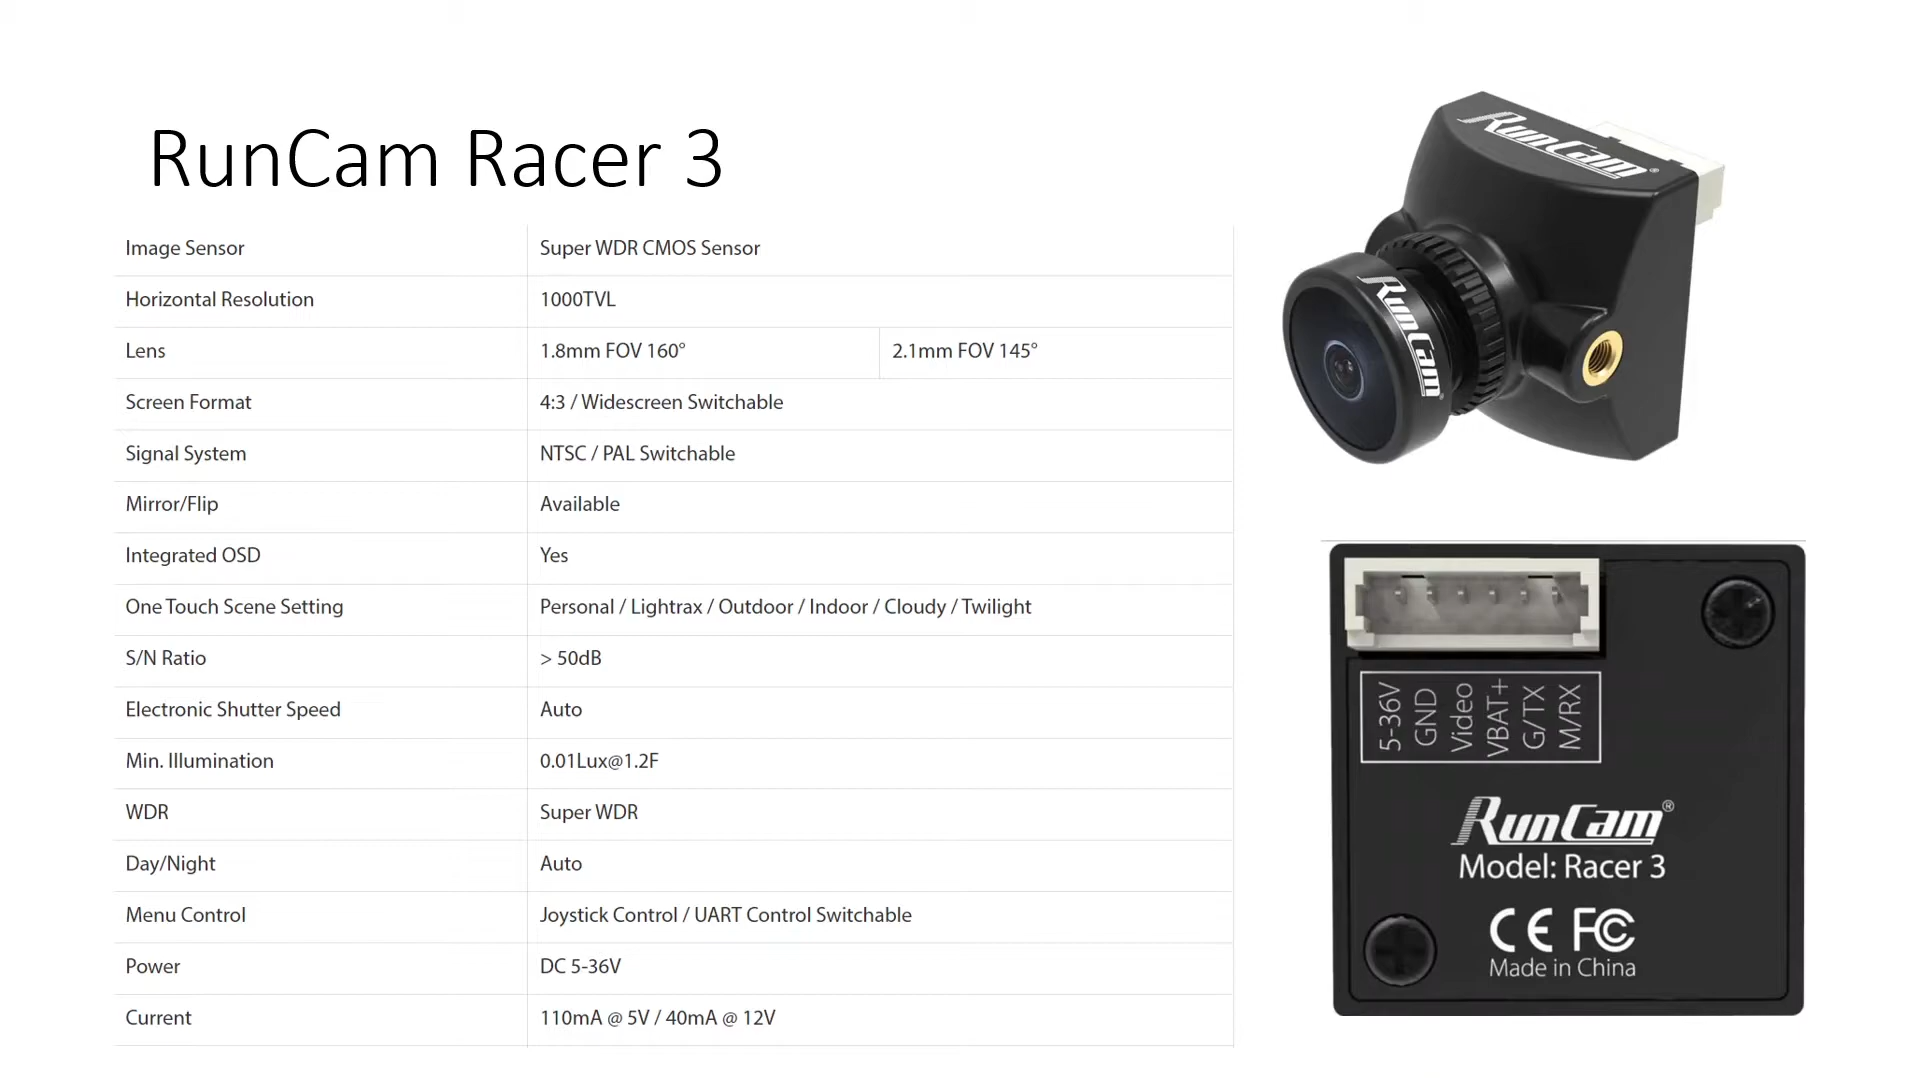 RunCam Racer 3
Image Sensor Super WDR CMOS Sensor
Horizontal Resolution 1000TVL
Lens 1.8mm FOV 160° 2.1mm FOV 145°
Screen Format 4:3 / Widescreen Switchable
Signal System NTSC / PAL Switchable
Mirror/Flip Available
Integrated OSD Yes
One Touch Scene Setting Personal / Lightrax / Outdoor / Indoor / Cloudy / Twilight
S/N Ratio > 50dB
Electronic Shutter Speed Auto
Min. Illumination 0.01Lux@1.2F
WDR Super WDR
Day/Night Auto
Menu Control Joystick Control / UART Control Switchable
Power DC 5-36V
Current 110mA @ 5V / 40mA @ 12V
RunCam®
RunCam®
5-36V
GND
Video
VBAT+
G/TX
M/RX
RunCam®
Model: Racer 3
CE FC
Made in China